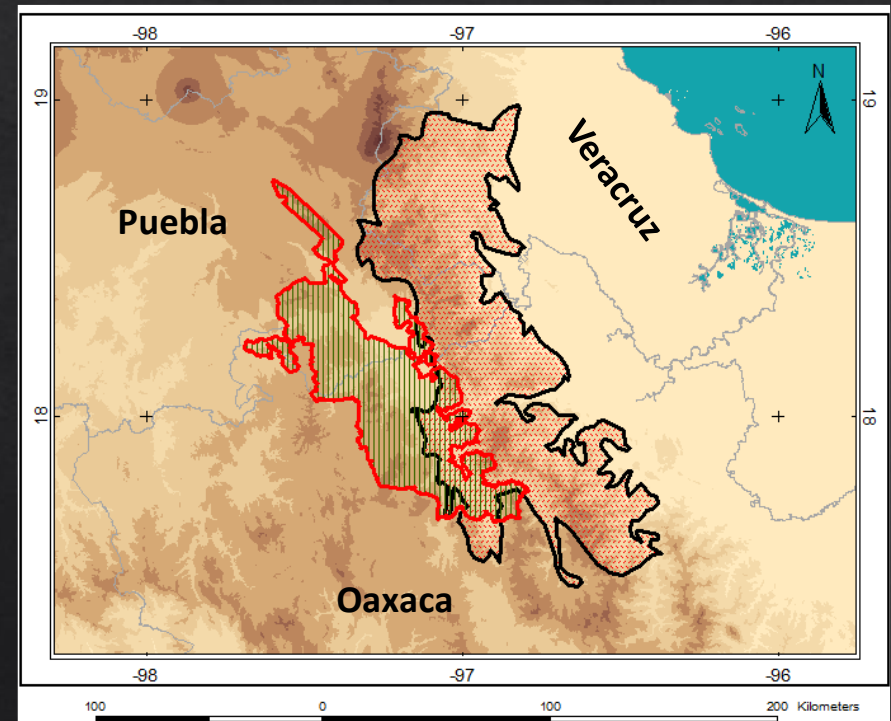 -98 -97 -96
N
19 19
Veracruz
Puebla
18 18
Oaxaca
-98 -97 -96
100 0 100 200 Kilometers